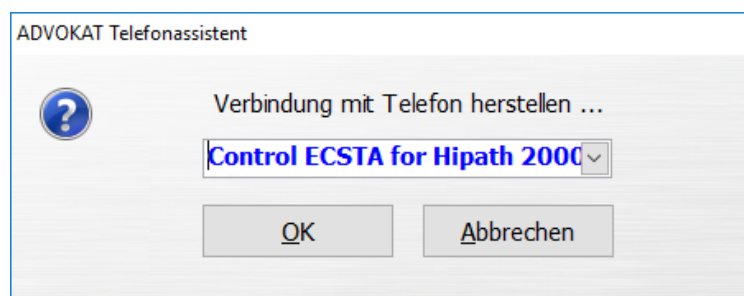 ADVOKAT Telefonassistent
Verbindung mit Telefon herstellen ...
Control ECSTA for Hipath 2000
OK
Abbrechen